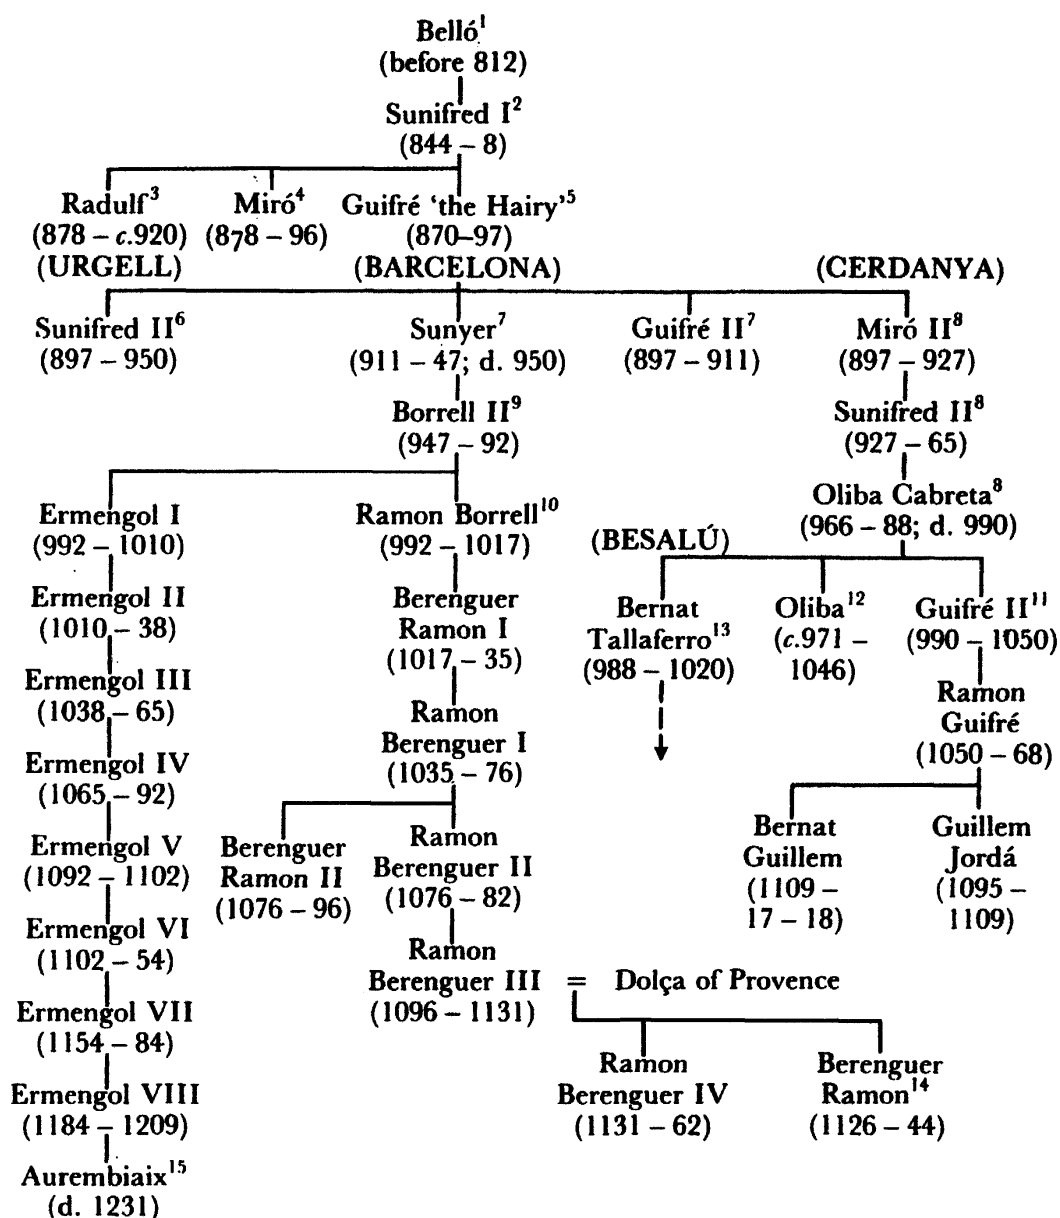 Belló¹
(before 812)
Sunifred I²
(844 – 8)
Radulf³ Miró⁴ Guifré 'the Hairy'⁵
(878 – c.920) (878 – 96) (870–97)
(URGELL) (BARCELONA) (CERDANYA)
Sunifred II⁶ Sunyer⁷ Guifré II⁷ Miró II⁸
(897 – 950) (911 – 47; d. 950) (897 – 911) (897 – 927)
Borrell II⁹ Sunifred II⁸
(947 – 92) (927 – 65)
Oliba Cabreta⁸
(966 – 88; d. 990)
Ermengol I Ramon Borrell¹⁰
(992 – 1010) (992 – 1017)
(BESALÚ)
Ermengol II Berenguer Bernat Oliba¹² Guifré II¹¹
(1010 – 38) Ramon I Tallaferro¹³ (c.971 – (990 – 1050)
(1017 – 35) (988 – 1020) 1046)
Ermengol III Ramon Ramon
(1038 – 65) Berenguer I Guifré
(1035 – 76) (1050 – 68)
Ermengol IV
(1065 – 92)
Ermengol V Berenguer Ramon Bernat Guillem
(1092 – 1102) Ramon II Berenguer II Guillem Jordá
(1076 – 96) (1076 – 82) (1109 – (1095 –
17 – 18) 1109)
Ermengol VI Ramon
(1102 – 54) Berenguer III = Dolça of Provence
(1096 – 1131)
Ermengol VII
(1154 – 84)
Ramon Berenguer
Ermengol VIII Berenguer IV Ramon¹⁴
(1184 – 1209) (1131 – 62) (1126 – 44)
Aurembiaix¹⁵
(d. 1231)